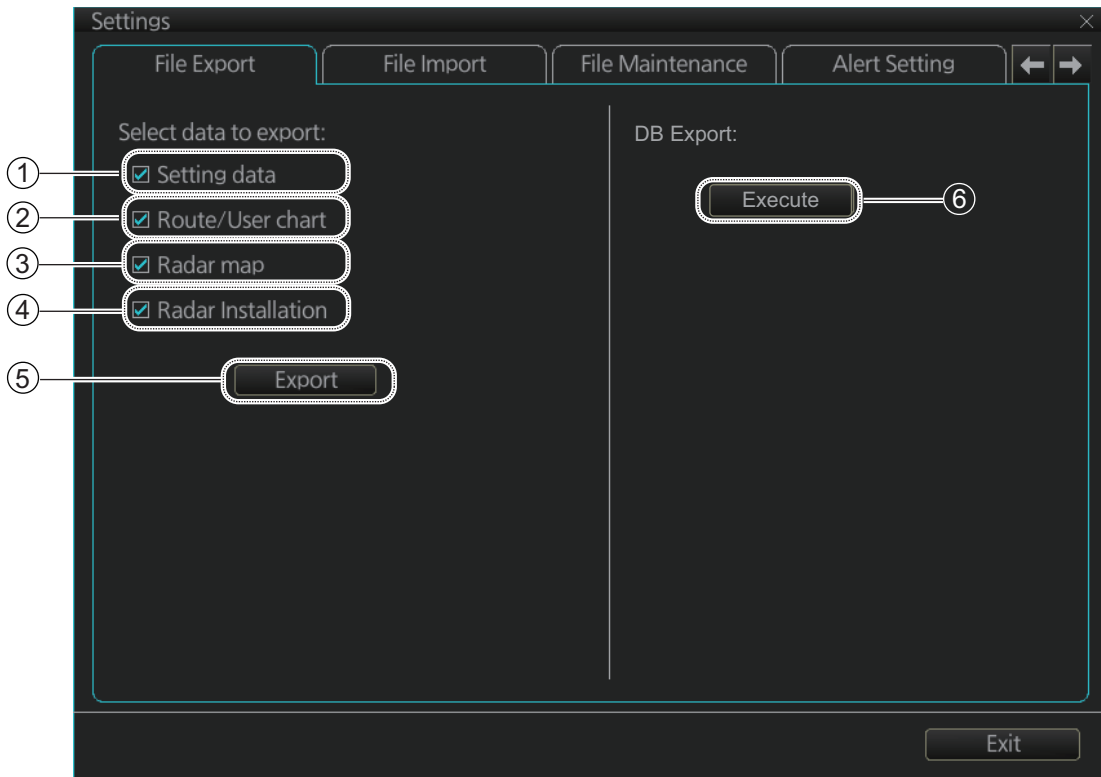 Settings
File Export
File Import
File Maintenance
Alert Setting
Select data to export:
① Setting data
② Route/User chart
③ Radar map
④ Radar Installation
⑤ Export
DB Export:
Execute ⑥
Exit